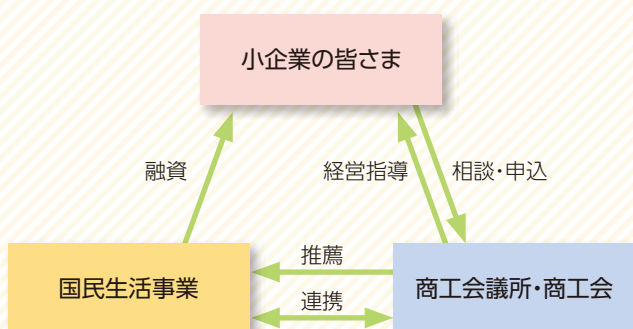 小企業の皆さま
融資
経営指導
相談・申込
推薦
国民生活事業
商工会議所・商工会
連携